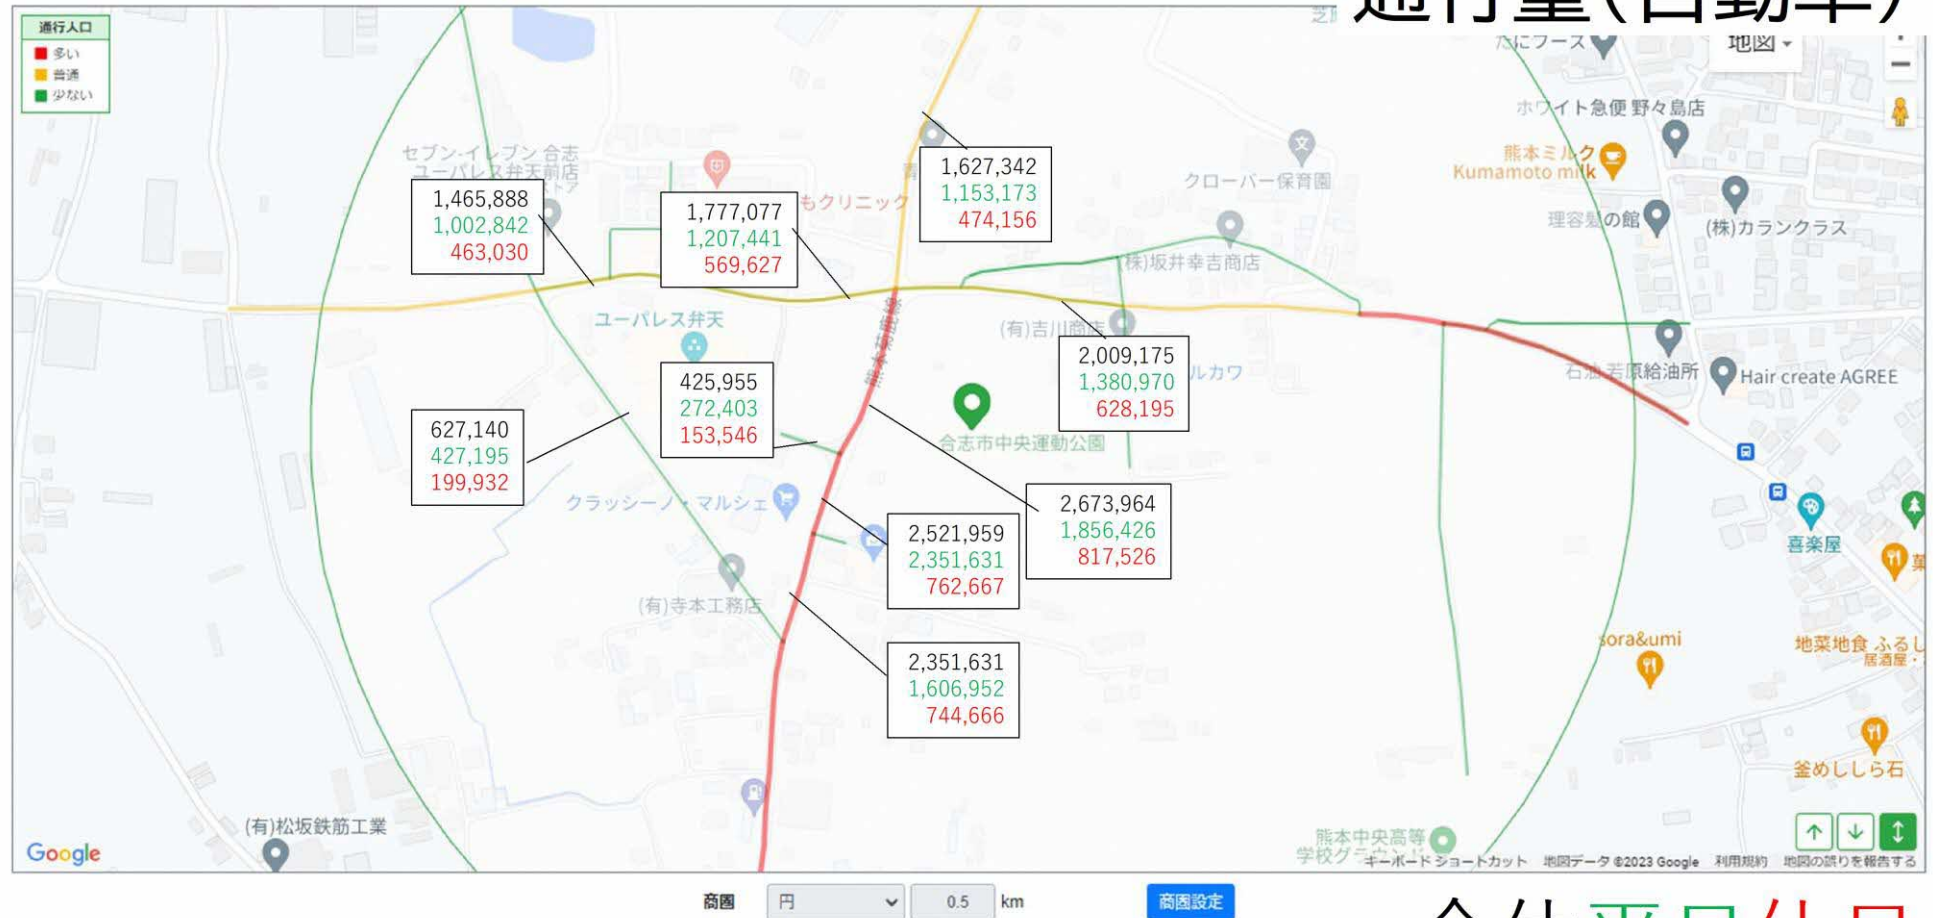 通行量(自動車)
通行人口
多い
普通
少ない
地図
ホワイト急便 野々島店
熊本ミルク
Kumamoto milk
セブン-イレブン 合志
ユーパレス弁天前店
クローバー保育園
理容髪の館
(株)カランクラス
1,627,342
1,153,173
474,156
1,465,888
1,002,842
463,030
1,777,077
1,207,441
569,627
もクリニック
(株)坂井幸吉商店
ユーパレス弁天
熊本菊鹿線
(有)吉川商店
2,009,175
1,380,970
628,195
ルカワ
石油 若原給油所
Hair create AGREE
425,955
272,403
153,546
627,140
427,195
199,932
合志市中央運動公園
クラッシーノ・マルシェ
2,673,964
1,856,426
817,526
2,521,959
2,351,631
762,667
喜楽屋
(有)寺本工務店
2,351,631
1,606,952
744,666
sora&umi
地菜地食 ふるし
居酒屋・
釜めししら石
(有)松坂鉄筋工業
熊本中央高等
学校グラウンド
Google
キーボード ショートカット
地図データ ©2023 Google
利用規約
地図の誤りを報告する
商圏
円
0.5
km
商圏設定
全体 平日 休日